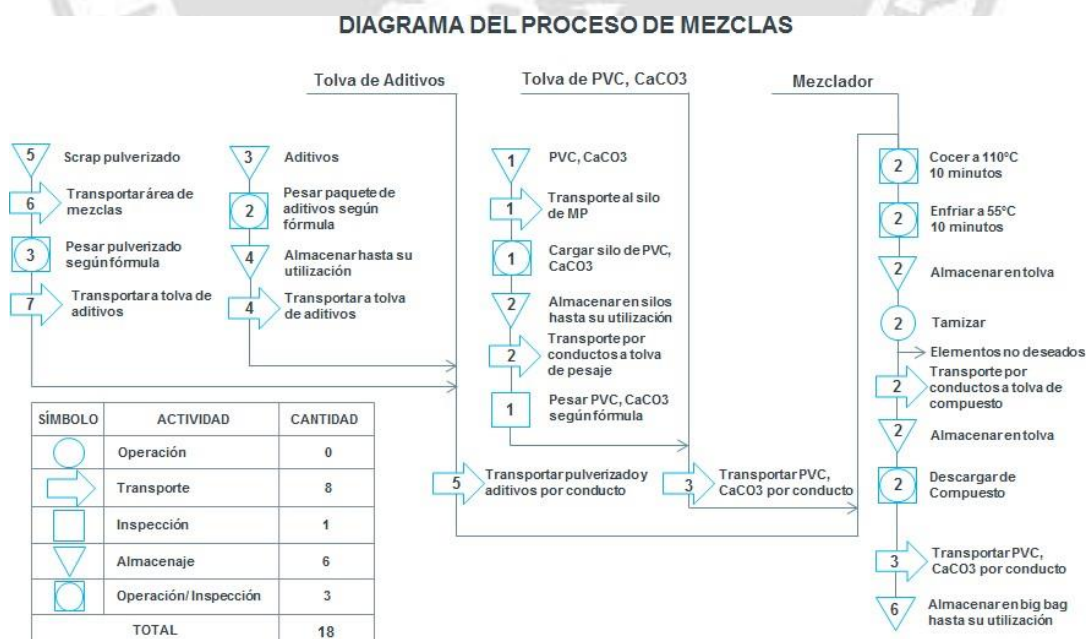 DIAGRAMA DEL PROCESO DE MEZCLAS
Tolva de Aditivos
Tolva de PVC, CaCO3
Mezclador
5
Scrap pulverizado
6
Transportar área de
mezclas
3
Pesar pulverizado
según fórmula
7
Transportar a tolva de
aditivos
3
Aditivos
2
Pesar paquete de
aditivos según
fórmula
4
Almacenar hasta su
utilización
4
Transportar a tolva
de aditivos
1
PVC, CaCO3
1
Transporte al silo
de MP
1
Cargar silo de PVC,
CaCO3
2
Almacenar en silos
hasta su utilización
2
Transporte por
conductos a tolva
de pesaje
1
Pesar PVC, CaCO3
según fórmula
5
Transportar pulverizado y
aditivos por conducto
3
Transportar PVC,
CaCO3 por conducto
2
Cocer a 110ºC
10 minutos
2
Enfriar a 55ºC
10 minutos
2
Almacenar en tolva
2
Tamizar
Elementos no deseados
2
Transporte por
conductos a tolva de
compuesto
2
Almacenar en tolva
2
Descargar de
Compuesto
3
Transportar PVC,
CaCO3 por conducto
6
Almacenar en big bag
hasta su utilización
SÍMBOLO ACTIVIDAD CANTIDAD
Operación 0
Transporte 8
Inspección 1
Almacenaje 6
Operación/ Inspección 3
TOTAL 18